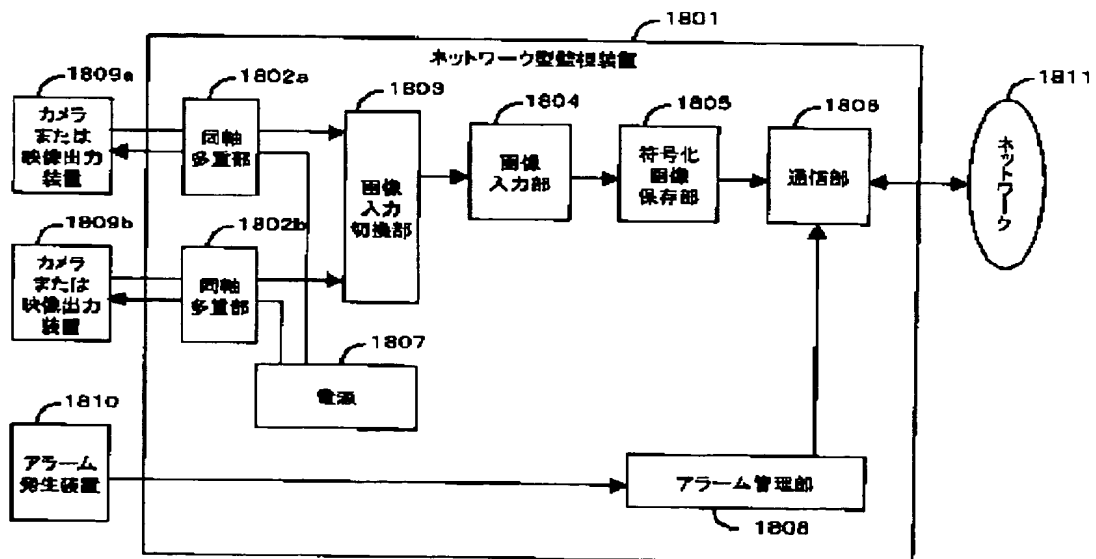 1801
ネットワーク型監視装置
1809a
カメラ
または
映像出力
装置
1802a
同軸
多重部
1803
画像
入力
切換部
1804
画像
入力部
1805
符号化
画像
保存部
1806
通信部
1811
ネットワーク
1809b
カメラ
または
映像出力
装置
1802b
同軸
多重部
1807
電源
1810
アラーム
発生装置
アラーム管理部
1808